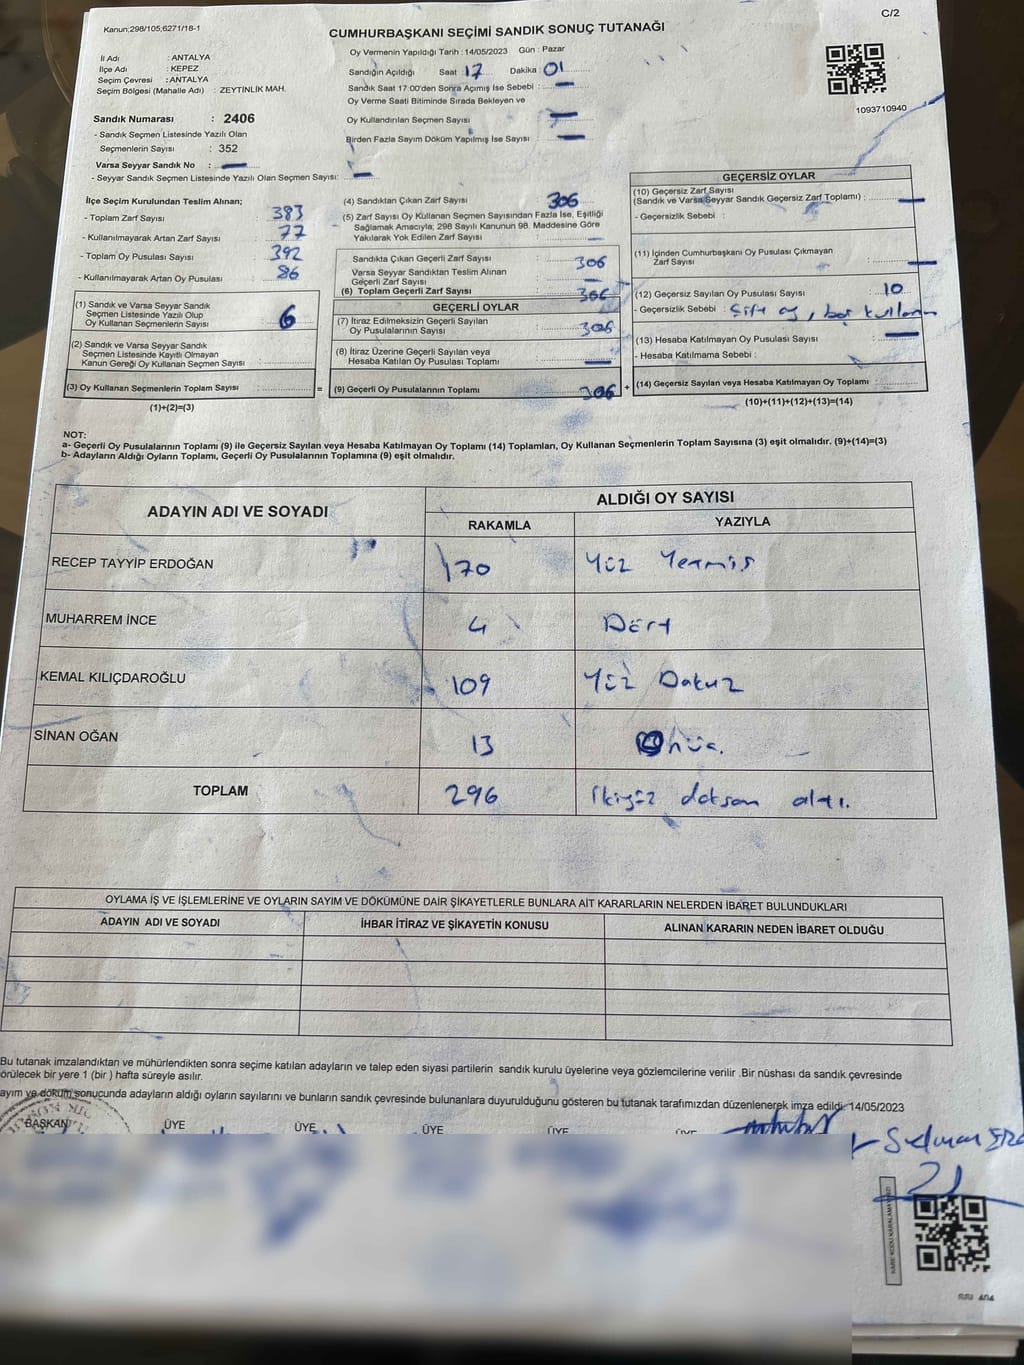 Kanun;298/105;6271/18-1
C/2
CUMHURBAŞKANI SEÇİMİ SANDIK SONUÇ TUTANAĞI
İl Adı : ANTALYA
İlçe Adı : KEPEZ
Seçim Çevresi : ANTALYA
Seçim Bölgesi (Mahalle Adı) : ZEYTİNLİK MAH.
Oy Vermenin Yapıldığı Tarih : 14/05/2023 Gün : Pazar
Sandığın Açıldığı Saat 17 Dakika 01
Sandık Saat 17:00'den Sonra Açımış İse Sebebi : —
Oy Verme Saati Bitiminde Sırada Bekleyen ve
Oy Kullandırılan Seçmen Sayısı —
Birden Fazla Sayım Döküm Yapılmış İse Sayısı —
1093710940
Sandık Numarası : 2406
- Sandık Seçmen Listesinde Yazılı Olan
Seçmenlerin Sayısı : 352
Varsa Seyyar Sandık No : —
- Seyyar Sandık Seçmen Listesinde Yazılı Olan Seçmen Sayısı: —
İlçe Seçim Kurulundan Teslim Alınan;
- Toplam Zarf Sayısı 383
- Kullanılmayarak Artan Zarf Sayısı 77
- Toplam Oy Pusulası Sayısı 392
- Kullanılmayarak Artan Oy Pusulası 86
(1) Sandık ve Varsa Seyyar Sandık
Seçmen Listesinde Yazılı Olup
Oy Kullanan Seçmenlerin Sayısı 6
(2) Sandık ve Varsa Seyyar Sandık
Seçmen Listesinde Kayıtlı Olmayan
Kanun Gereği Oy Kullanan Seçmen Sayısı
(3) Oy Kullanan Seçmenlerin Toplam Sayısı : =
(1)+(2)=(3)
(4) Sandıktan Çıkan Zarf Sayısı 306
(5) Zarf Sayısı Oy Kullanan Seçmen Sayısından Fazla İse, Eşitliği
Sağlamak Amacıyla; 298 Sayılı Kanunun 98. Maddesine Göre
Yakılarak Yok Edilen Zarf Sayısı : —
Sandıkta Çıkan Geçerli Zarf Sayısı : 306
Varsa Seyyar Sandıktan Teslim Alınan
Geçerli Zarf Sayısı : —
(6) Toplam Geçerli Zarf Sayısı : 306
GEÇERLİ OYLAR
(7) İtiraz Edilmeksizin Geçerli Sayılan
Oy Pusulalarının Sayısı : 306
(8) İtiraz Üzerine Geçerli Sayılan veya
Hesaba Katılan Oy Pusulası Toplamı : —
(9) Geçerli Oy Pusulalarının Toplamı : 306 +
GEÇERSİZ OYLAR
(10) Geçersiz Zarf Sayısı
(Sandık ve Varsa Seyyar Sandık Geçersiz Zarf Toplamı) : —
- Geçersizlik Sebebi :
(11) İçinden Cumhurbaşkanı Oy Pusulası Çıkmayan
Zarf Sayısı : —
(12) Geçersiz Sayılan Oy Pusulası Sayısı : 10
- Geçersizlik Sebebi : Çift oy, boş
(13) Hesaba Katılmayan Oy Pusulası Sayısı : —
- Hesaba Katılmama Sebebi :
(14) Geçersiz Sayılan veya Hesaba Katılmayan Oy Toplamı :
(10)+(11)+(12)+(13)=(14)
NOT:
a- Geçerli Oy Pusulalarının Toplamı (9) ile Geçersiz Sayılan veya Hesaba Katılmayan Oy Toplamı (14) Toplamları, Oy Kullanan Seçmenlerin Toplam Sayısına (3) eşit olmalıdır. (9)+(14)=(3)
b- Adayların Aldığı Oyların Toplamı, Geçerli Oy Pusulalarının Toplamına (9) eşit olmalıdır.
ADAYIN ADI VE SOYADI
ALDIĞI OY SAYISI
RAKAMLA YAZIYLA
RECEP TAYYİP ERDOĞAN 170 Yüz Yetmiş
MUHARREM İNCE 4 Dört
KEMAL KILIÇDAROĞLU 109 Yüz Dokuz
SİNAN OĞAN 13 Onüç.
TOPLAM 296 İkiyüz doksan altı.
OYLAMA İŞ VE İŞLEMLERİNE VE OYLARIN SAYIM VE DÖKÜMÜNE DAİR ŞİKAYETLERLE BUNLARA AİT KARARLARIN NELERDEN İBARET BULUNDUKLARI
ADAYIN ADI VE SOYADI İHBAR İTİRAZ VE ŞİKAYETİN KONUSU ALINAN KARARIN NEDEN İBARET OLDUĞU
Bu tutanak imzalandıktan ve mühürlendikten sonra seçime katılan adayların ve talep eden siyasi partilerin sandık kurulu üyelerine veya gözlemcilerine verilir .Bir nüshası da sandık çevresinde
örülecek bir yere 1 (bir ) hafta süreyle asılır.
ayım ve döküm sonucunda adayların aldığı oyların sayılarını ve bunların sandık çevresinde bulunanlara duyurulduğunu gösteren bu tutanak tarafımızdan düzenlenerek imza edildi. 14/05/2023
BAŞKAN ÜYE ÜYE ÜYE ÜYE ÜYE